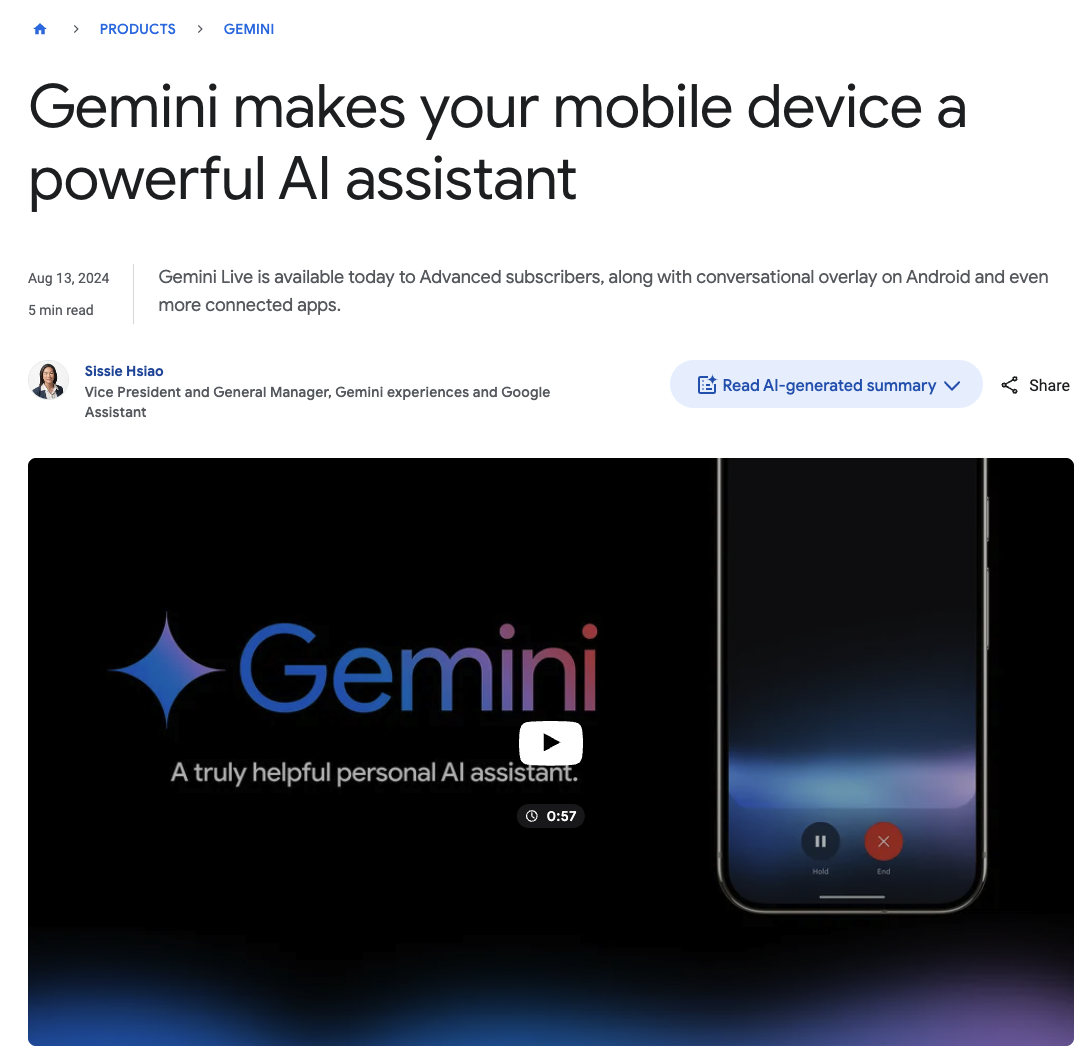 PRODUCTS GEMINI
Gemini makes your mobile device a
powerful AI assistant
Aug 13, 2024
5 min read
Gemini Live is available today to Advanced subscribers, along with conversational overlay on Android and even
more connected apps.
Sissie Hsiao
Vice President and General Manager, Gemini experiences and Google
Assistant
Read AI-generated summary
Share
Gemini
A truly helpful personal AI assistant.
0:57
Hold
End